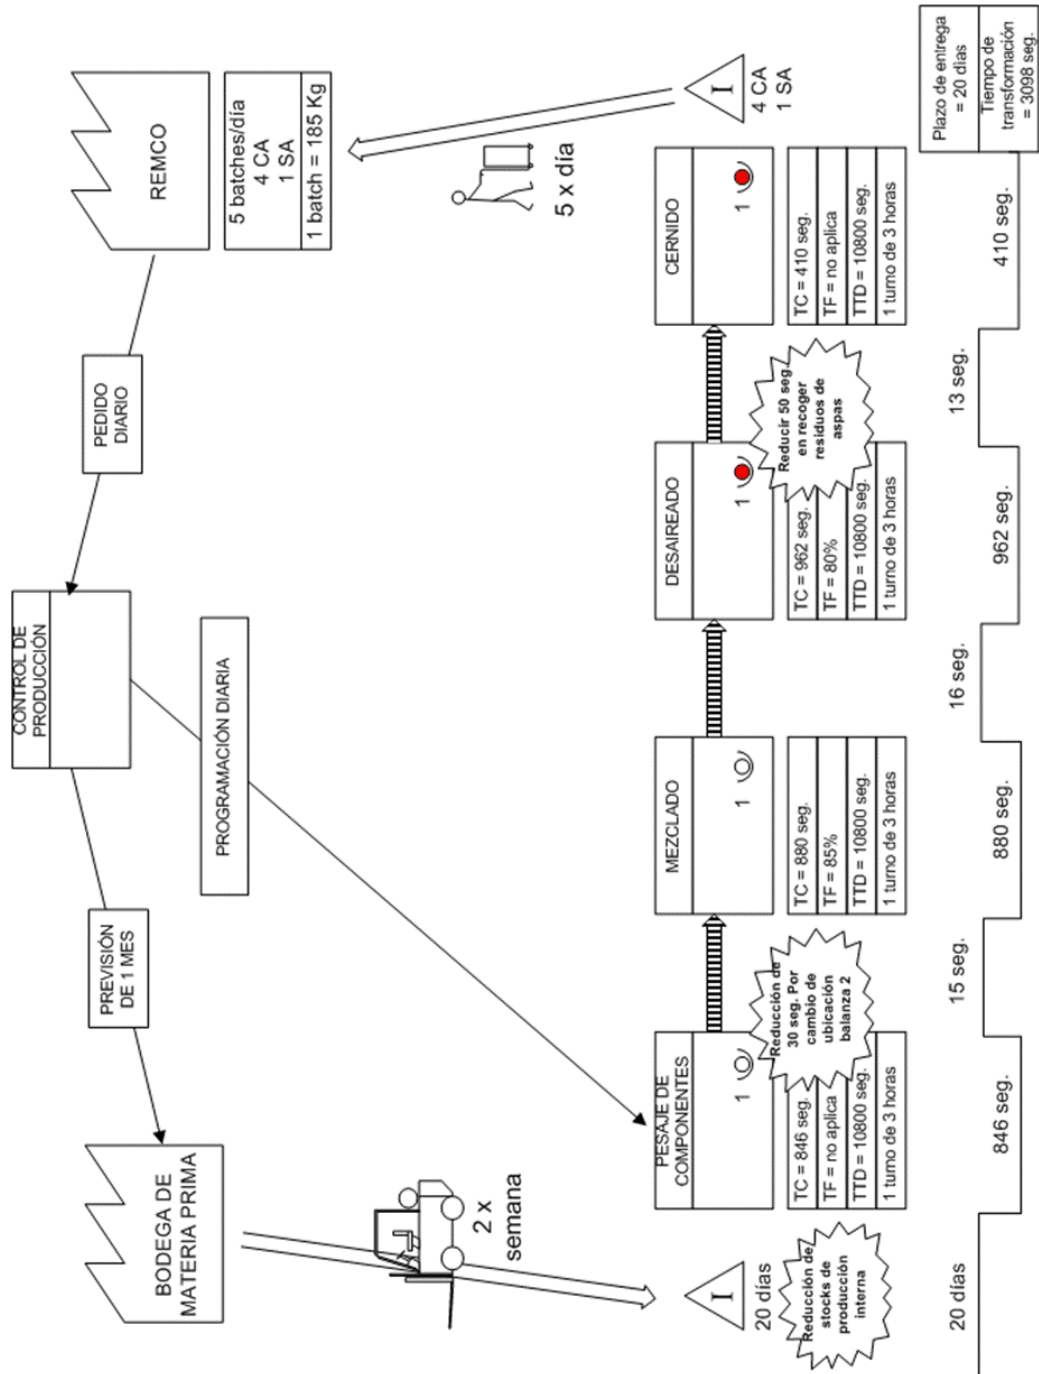 BODEGA DE
MATERIA PRIMA
PREVISIÓN
DE 1 MES
CONTROL DE
PRODUCCIÓN
PEDIDO
DIARIO
REMCO
5 batches/día
4 CA
1 SA
1 batch = 185 Kg
PROGRAMACIÓN DIARIA
2 x
semana
5 x día
I
20 días
Reducción de
stocks de
producción
interna
PESAJE DE
COMPONENTES
1
TC = 846 seg.
TF = no aplica
TTD = 10800 seg.
1 turno de 3 horas
Reducción de
30 seg. Por
cambio de
ubicación
balanza 2
MEZCLADO
1
TC = 880 seg.
TF = 85%
TTD = 10800 seg.
1 turno de 3 horas
DESAIREADO
1
TC = 962 seg.
TF = 80%
TTD = 10800 seg.
1 turno de 3 horas
Reducir 50 seg.
en recoger
residuos de
aspas
CERNIDO
1
TC = 410 seg.
TF = no aplica
TTD = 10800 seg.
1 turno de 3 horas
I
4 CA
1 SA
20 días
846 seg.
15 seg.
880 seg.
16 seg.
962 seg.
13 seg.
410 seg.
Plazo de entrega
= 20 días
Tiempo de
transformación
= 3098 seg.